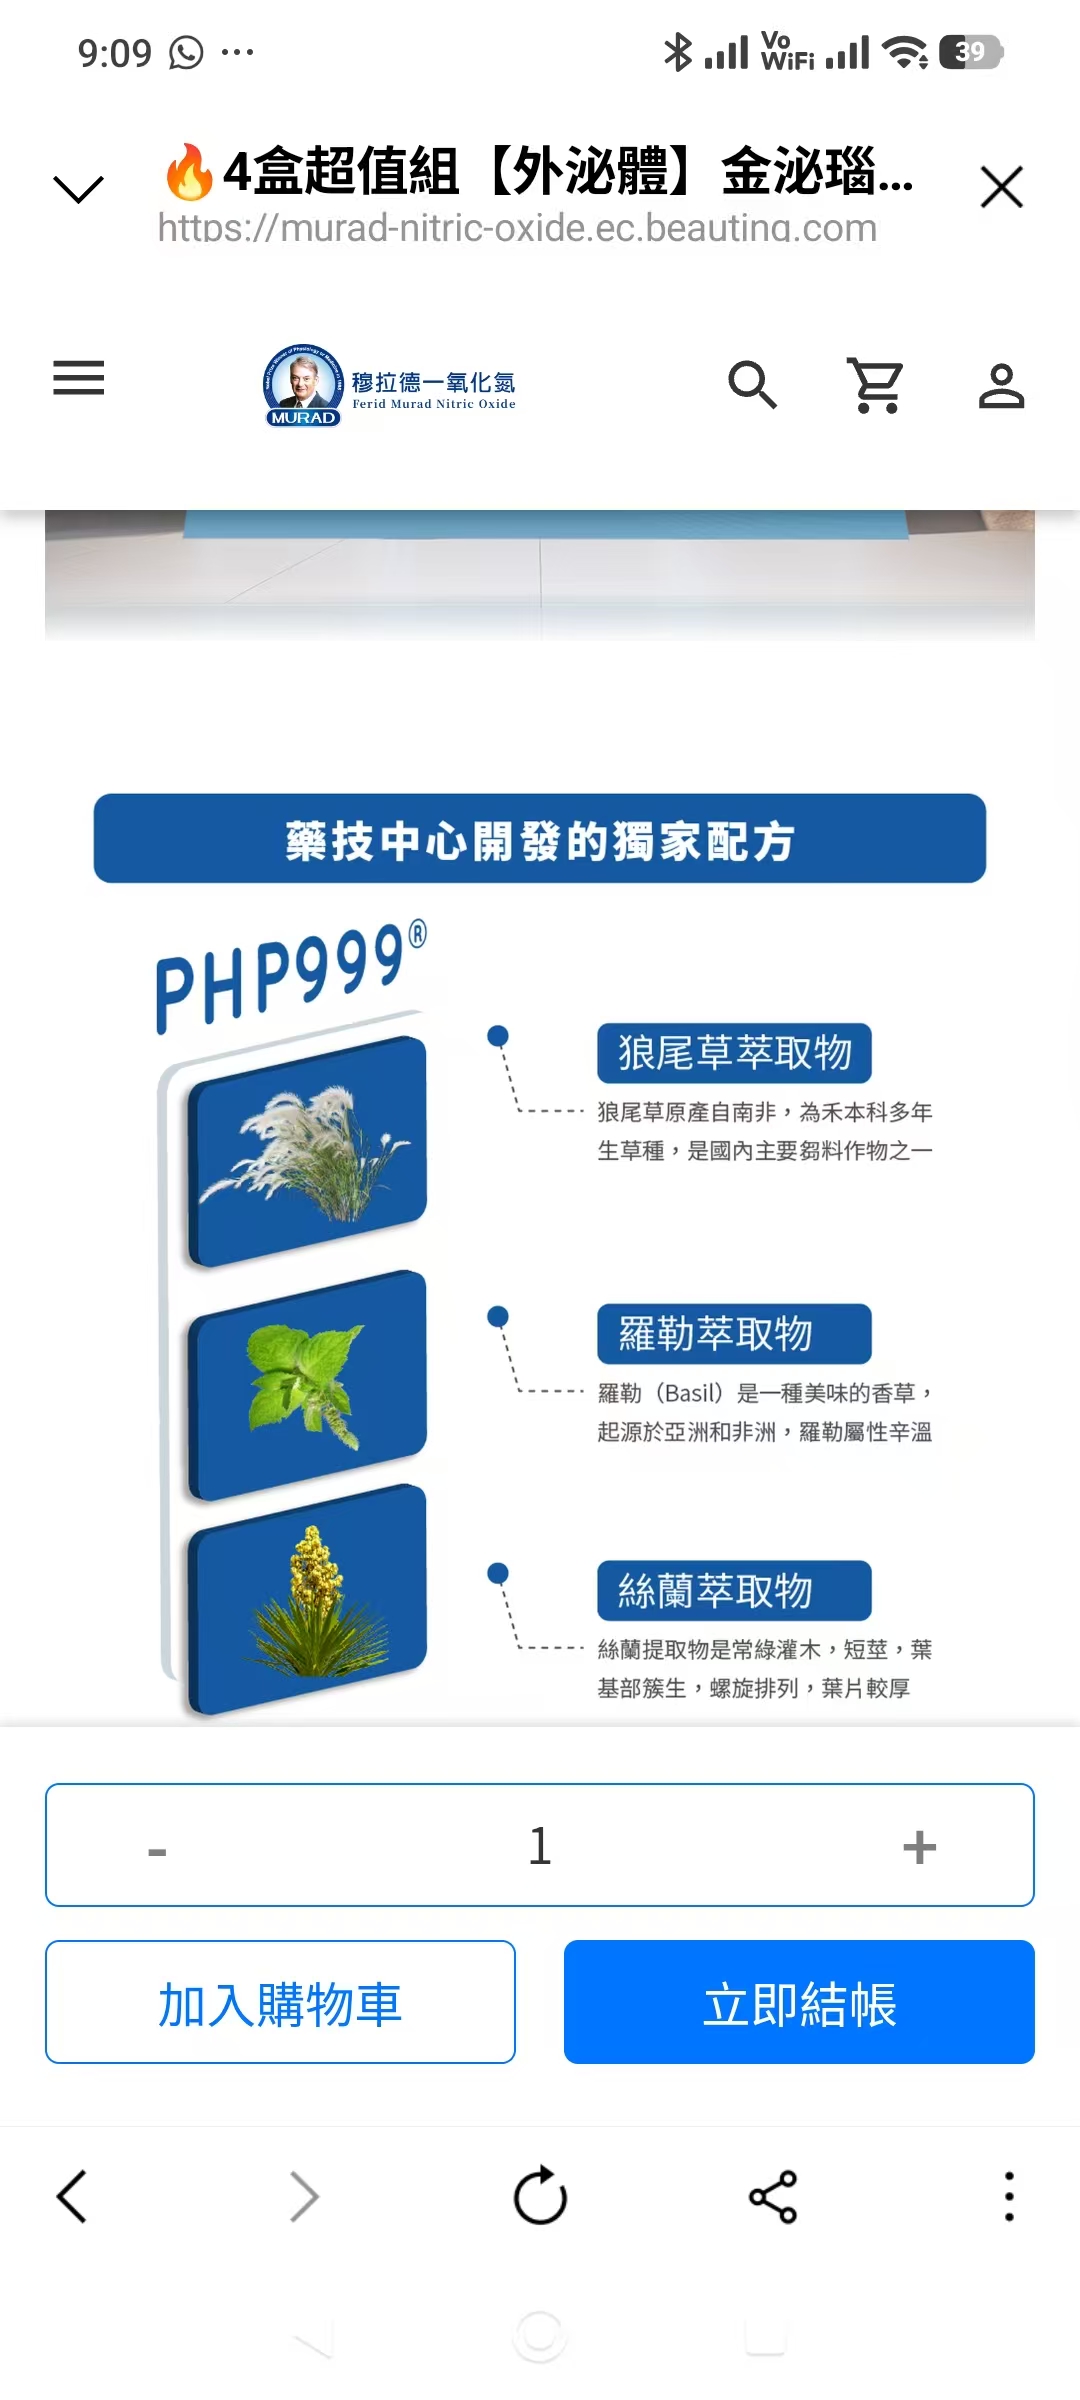 9:09
Vo
WiFi
39
🔥4盒超值組【外泌體】金泌瑙...
https://murad-nitric-oxide.ec.beauting.com
穆拉德一氧化氮
Ferid Murad Nitric Oxide
MURAD
藥技中心開發的獨家配方
PHP999®
狼尾草萃取物
狼尾草原產自南非，為禾本科多年
生草種，是國內主要芻料作物之一
羅勒萃取物
羅勒（Basil）是一種美味的香草，
起源於亞洲和非洲，羅勒屬性辛溫
絲蘭萃取物
絲蘭提取物是常綠灌木，短莖，葉
基部簇生，螺旋排列，葉片較厚
- 1 +
加入購物車
立即結帳